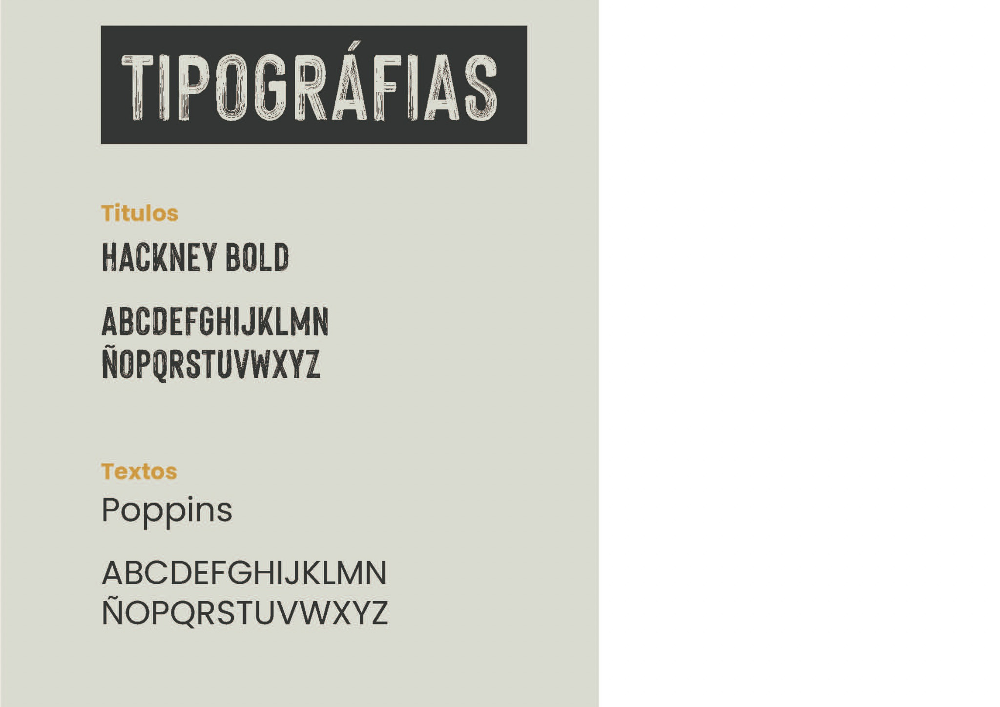 TIPOGRÁFIAS
Titulos
HACKNEY BOLD
ABCDEFGHIJKLMN
ÑOPQRSTUVWXYZ
Textos
Poppins
ABCDEFGHIJKLMN
ÑOPQRSTUVWXYZ